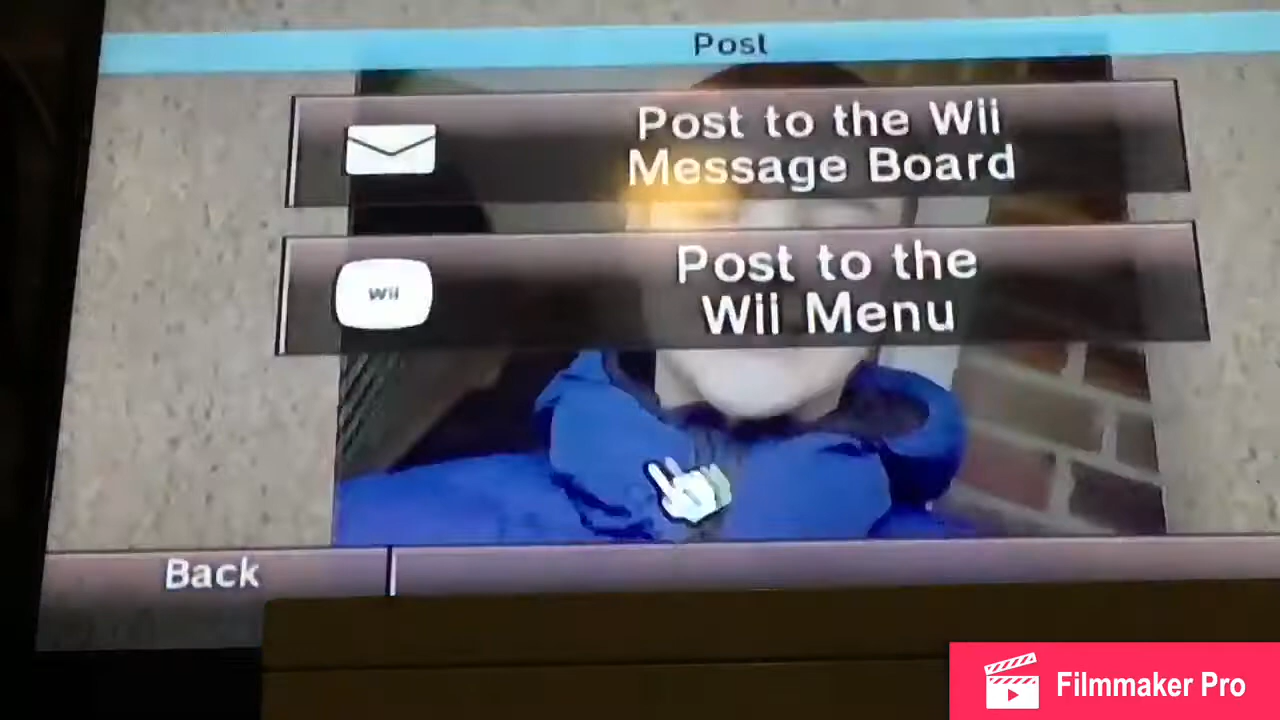 Post
Post to the Wii
Message Board
Wii
Post to the
Wii Menu
Back
Filmmaker Pro